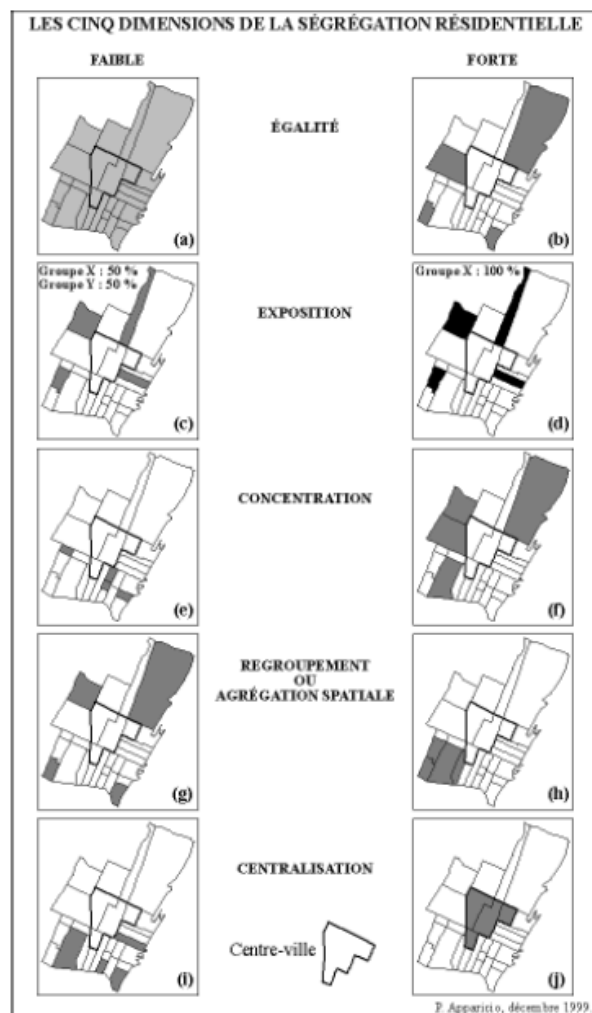 LES CINQ DIMENSIONS DE LA SÉGRÉGATION RÉSIDENTIELLE
FAIBLE
FORTE
ÉGALITÉ
(a)
(b)
Groupe X : 50 %
Groupe Y : 50 %
Groupe X : 100 %
EXPOSITION
(c)
(d)
CONCENTRATION
(e)
(f)
REGROUPEMENT
OU
AGRÉGATION SPATIALE
(g)
(h)
CENTRALISATION
Centre-ville
(i)
(j)
P. Apparicio, décembre 1999.